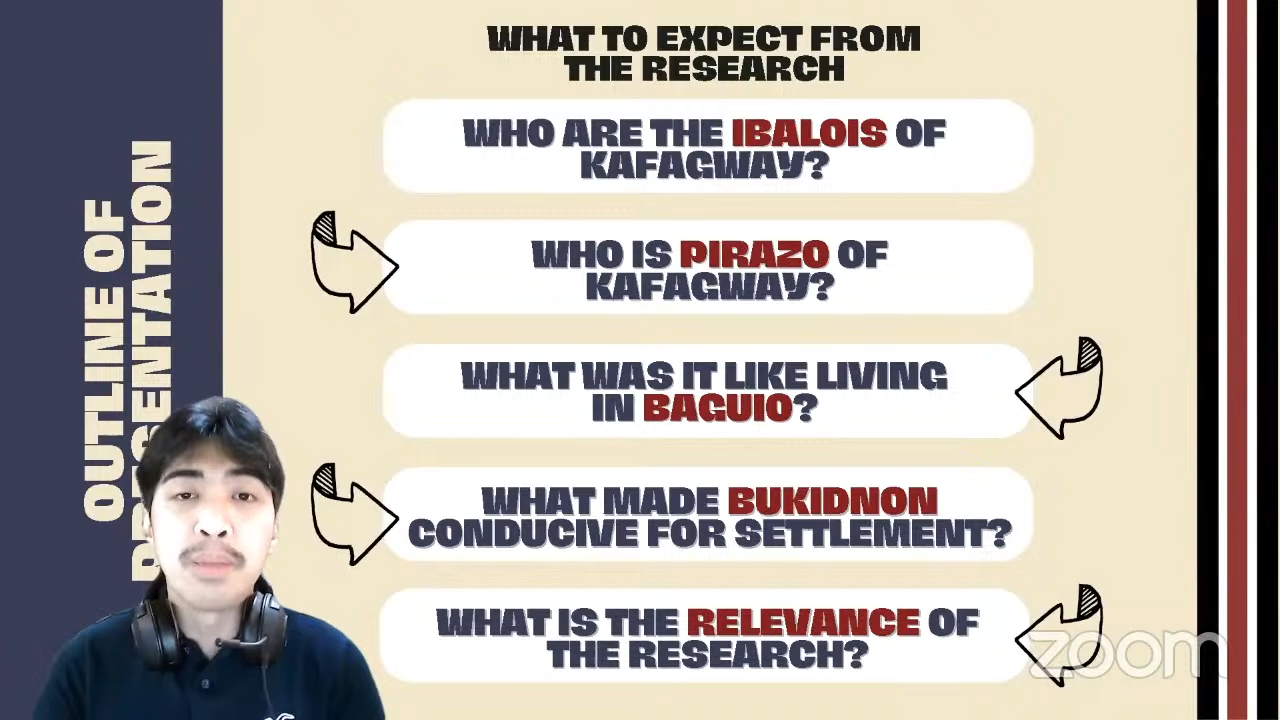 OUTLINE OF
PRESENTATION
WHAT TO EXPECT FROM
THE RESEARCH
WHO ARE THE IBALOIS OF
KAFAGWAY?
WHO IS PIRAZO OF
KAFAGWAY?
WHAT WAS IT LIKE LIVING
IN BAGUIO?
WHAT MADE BUKIDNON
CONDUCIVE FOR SETTLEMENT?
WHAT IS THE RELEVANCE OF
THE RESEARCH?
zoom